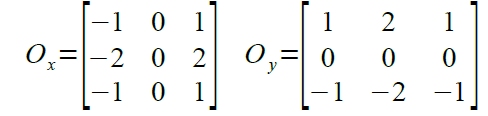 Oₓ= [−1 0 1] Oᵧ= [1 2 1]
[−2 0 2] [0 0 0]
[−1 0 1] [−1 −2 −1]